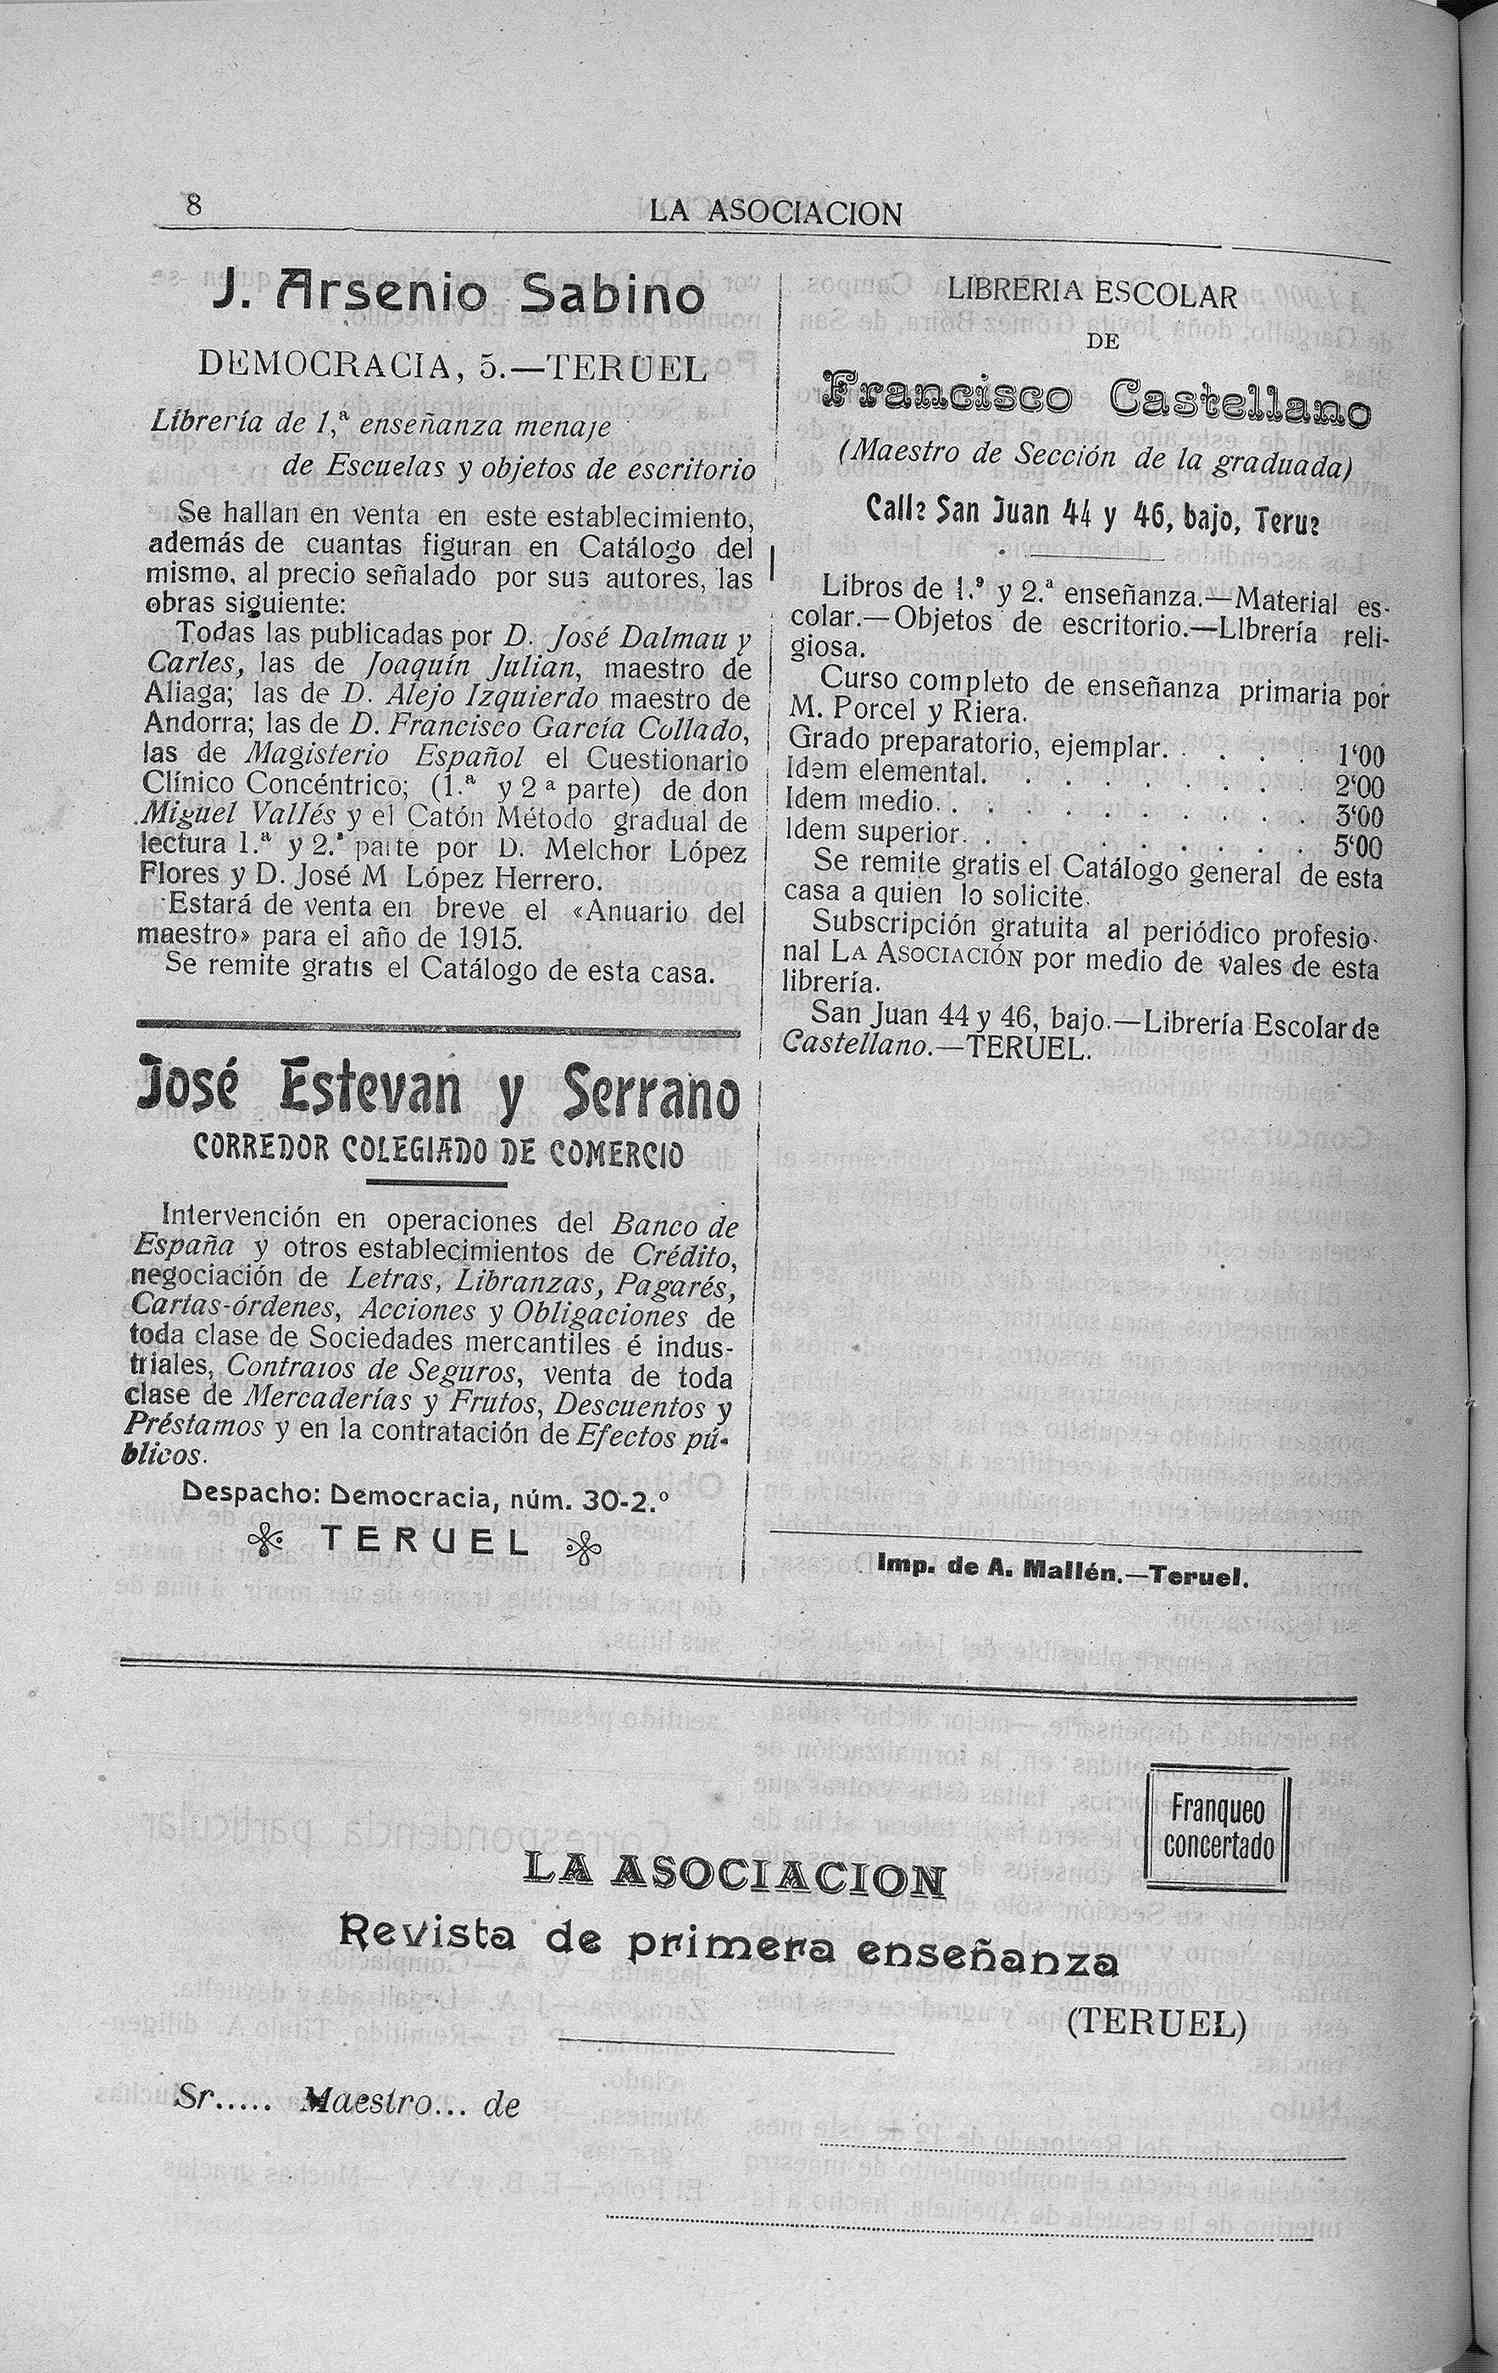 8
LA ASOCIACION
J. Arsenio Sabino
DEMOCRACIA, 5.—TERUEL
Librería de 1,ª enseñanza menaje
de Escuelas y objetos de escritorio
Se hallan en venta en este establecimiento,
además de cuantas figuran en Catálogo del
mismo, al precio señalado por sus autores, las
obras siguiente:
Todas las publicadas por D. José Dalmau y
Carles, las de Joaquín Julian, maestro de
Aliaga; las de D. Alejo Izquierdo maestro de
Andorra; las de D. Francisco García Collado,
las de Magisterio Español el Cuestionario
Clínico Concéntrico; (1.ª y 2 ª parte) de don
Miguel Vallés y el Catón Método gradual de
lectura 1.ª y 2.ª parte por D. Melchor López
Flores y D. José M López Herrero.
Estará de venta en breve el «Anuario del
maestro» para el año de 1915.
Se remite gratis el Catálogo de esta casa.
José Estevan y Serrano
CORREDOR COLEGIADO DE COMERCIO
Intervención en operaciones del Banco de
España y otros establecimientos de Crédito,
negociación de Letras, Libranzas, Pagarés,
Cartas-órdenes, Acciones y Obligaciones de
toda clase de Sociedades mercantiles é indus-
triales, Contratos de Seguros, venta de toda
clase de Mercaderías y Frutos, Descuentos y
Préstamos y en la contratación de Efectos pú-
blicos.
Despacho: Democracia, núm. 30-2.º
TERUEL
LIBRERIA ESCOLAR
DE
Francisco Castellano
(Maestro de Sección de la graduada)
Calle San Juan 44 y 46, bajo, Teruel
Libros de 1.ª y 2.ª enseñanza.—Material es-
colar.—Objetos de escritorio.—LIbrería reli-
giosa.
Curso completo de enseñanza primaria por
M. Porcel y Riera.
Grado preparatorio, ejemplar. . . . . . 1‘00
Idem elemental. . . . . . . . . . 2‘00
Idem medio. . . . . . . . . . . 3‘00
Idem superior. . . . . . . . . . 5‘00
Se remite gratis el Catálogo general de esta
casa a quien lo solicite.
Subscripción gratuita al periódico profesio-
nal LA ASOCIACIÓN por medio de vales de esta
librería.
San Juan 44 y 46, bajo.—Librería Escolar de
Castellano.—TERUEL.
Imp. de A. Mallén.—Teruel.
Franqueo
concertado
LA ASOCIACION
Revista de primera enseñanza
(TERUEL)
Sr..... Maestro... de